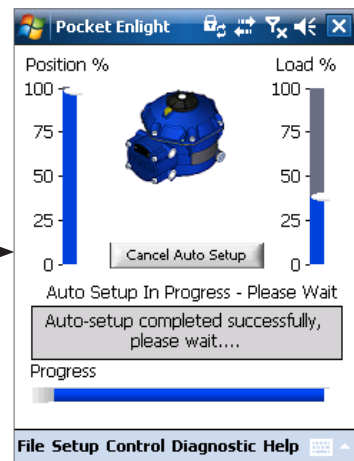 Pocket Enlight
Position % Load %
100 100
75 75
50 50
25 25
0 0
Cancel Auto Setup
Auto Setup In Progress - Please Wait
Auto-setup completed successfully,
please wait....
Progress
File Setup Control Diagnostic Help